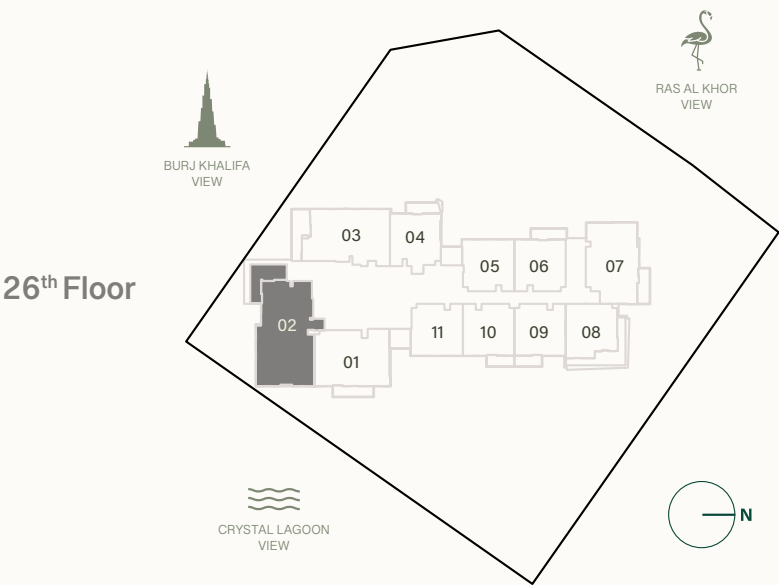 RAS AL KHOR
VIEW
BURJ KHALIFA
VIEW
03
04
05
06
07
26th Floor
02
01
11
10
09
08
CRYSTAL LAGOON
VIEW
N